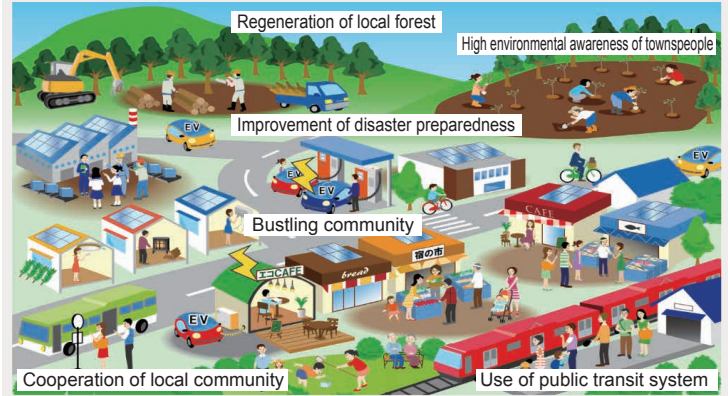 Regeneration of local forest
High environmental awareness of townspeople
EV
EV
Improvement of disaster preparedness
EV
EV
Bustling community
CAFE
宿の市
エコCAFE
bread
EV
Cooperation of local community
Use of public transit system